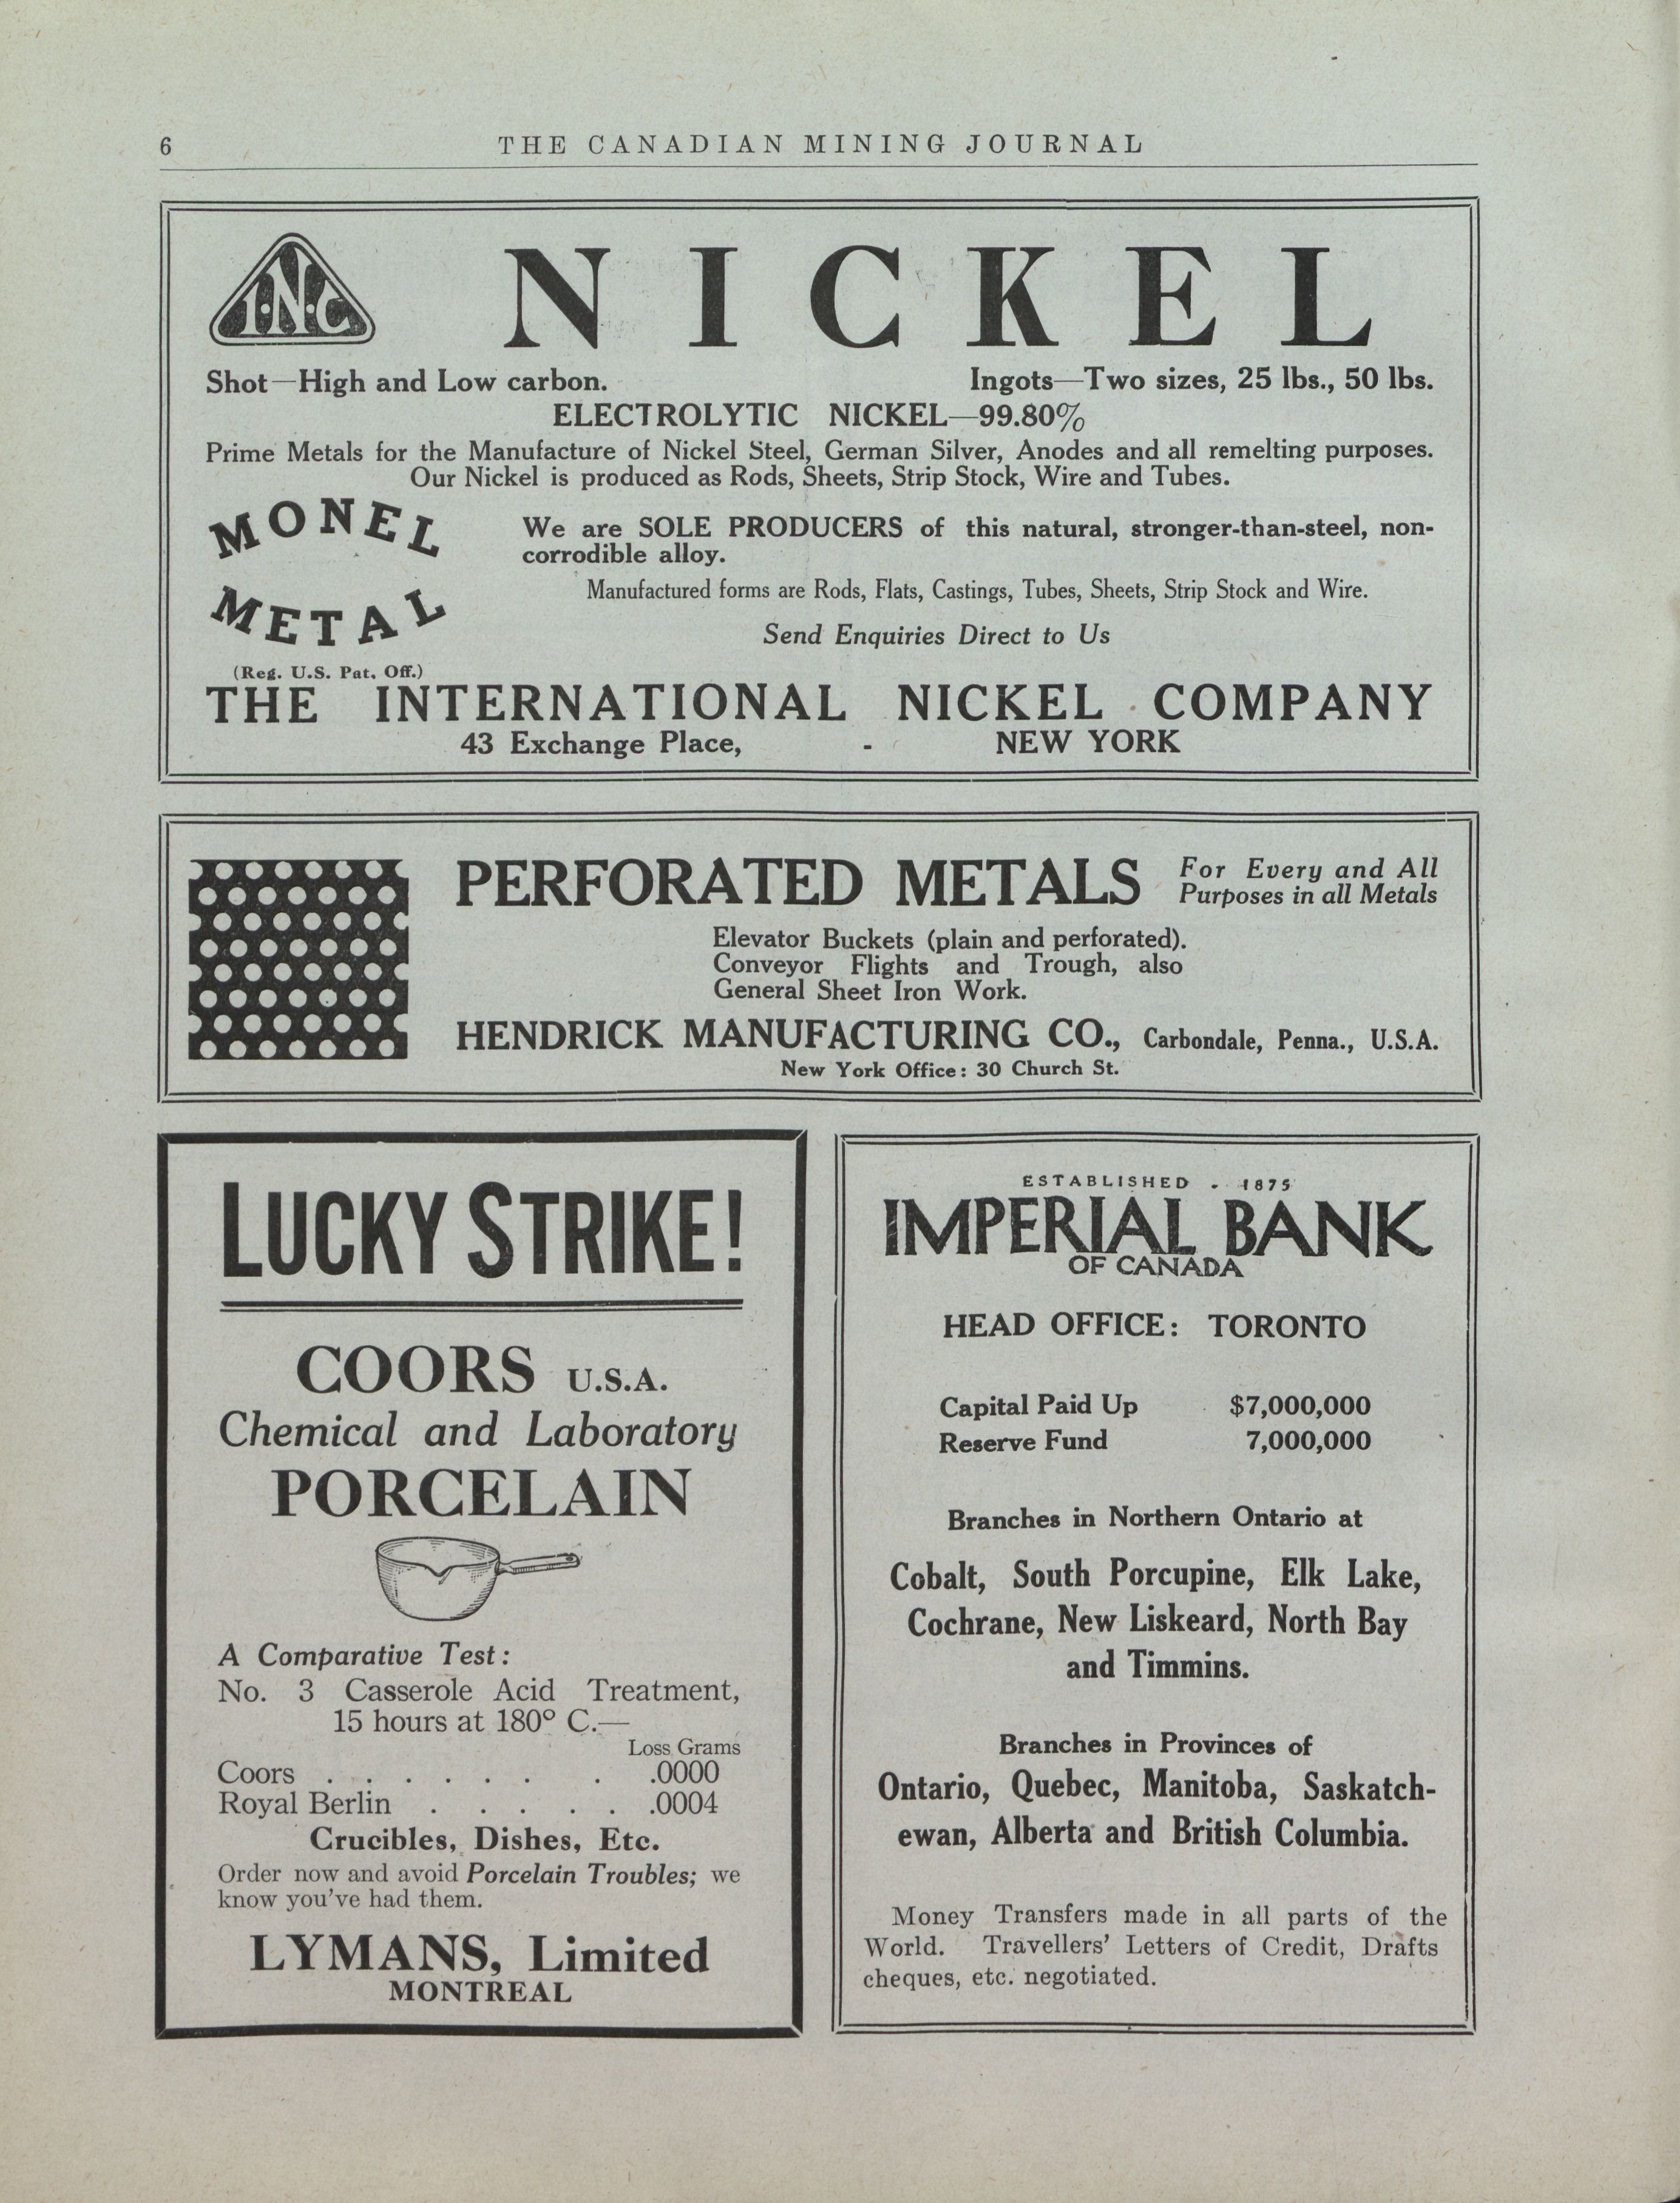 6
THE CANADIAN MINING JOURNAL
I·N·C
NICKEL
Shot—High and Low carbon.
Ingots—Two sizes, 25 lbs., 50 lbs.
ELECTROLYTIC NICKEL—99.80%
Prime Metals for the Manufacture of Nickel Steel, German Silver, Anodes and all remelting purposes.
Our Nickel is produced as Rods, Sheets, Strip Stock, Wire and Tubes.
MONEL
METAL
(Reg. U.S. Pat. Off.)
We are SOLE PRODUCERS of this natural, stronger-than-steel, non-
corrodible alloy.
Manufactured forms are Rods, Flats, Castings, Tubes, Sheets, Strip Stock and Wire.
Send Enquiries Direct to Us
THE INTERNATIONAL NICKEL COMPANY
43 Exchange Place, - NEW YORK
PERFORATED METALS
For Every and All
Purposes in all Metals
Elevator Buckets (plain and perforated).
Conveyor Flights and Trough, also
General Sheet Iron Work.
HENDRICK MANUFACTURING CO., Carbondale, Penna., U.S.A.
New York Office: 30 Church St.
LUCKY STRIKE!
COORS U.S.A.
Chemical and Laboratory
PORCELAIN
A Comparative Test:
No. 3 Casserole Acid Treatment,
15 hours at 180° C.—
Loss Grams
Coors . . . . . . . .0000
Royal Berlin . . . . . .0004
Crucibles, Dishes, Etc.
Order now and avoid Porcelain Troubles; we
know you've had them.
LYMANS, Limited
MONTREAL
ESTABLISHED - 1875
IMPERIAL BANK
OF CANADA
HEAD OFFICE: TORONTO
Capital Paid Up $7,000,000
Reserve Fund 7,000,000
Branches in Northern Ontario at
Cobalt, South Porcupine, Elk Lake,
Cochrane, New Liskeard, North Bay
and Timmins.
Branches in Provinces of
Ontario, Quebec, Manitoba, Saskatch-
ewan, Alberta and British Columbia.
Money Transfers made in all parts of the
World. Travellers' Letters of Credit, Drafts
cheques, etc. negotiated.